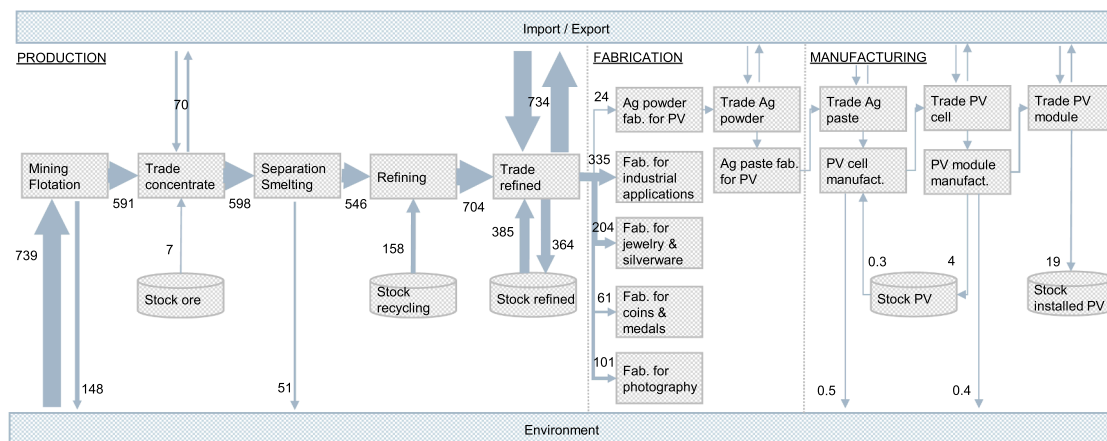 Import / Export
PRODUCTION
FABRICATION
MANUFACTURING
70
734
24
Ag powder
fab. for PV
Trade Ag
powder
Trade Ag
paste
Trade PV
cell
Trade PV
module
Mining
Flotation
591
Trade
concentrate
598
Separation
Smelting
546
Refining
704
Trade
refined
335
Fab. for
industrial
applications
Ag paste fab.
for PV
PV cell
manufact.
PV module
manufact.
739
7
158
385
364
204
Fab. for
jewelry &
silverware
0.3
4
19
Stock ore
Stock
recycling
Stock refined
61
Fab. for
coins &
medals
Stock PV
Stock
installed PV
101
Fab. for
photography
148
51
0.5
0.4
Environment